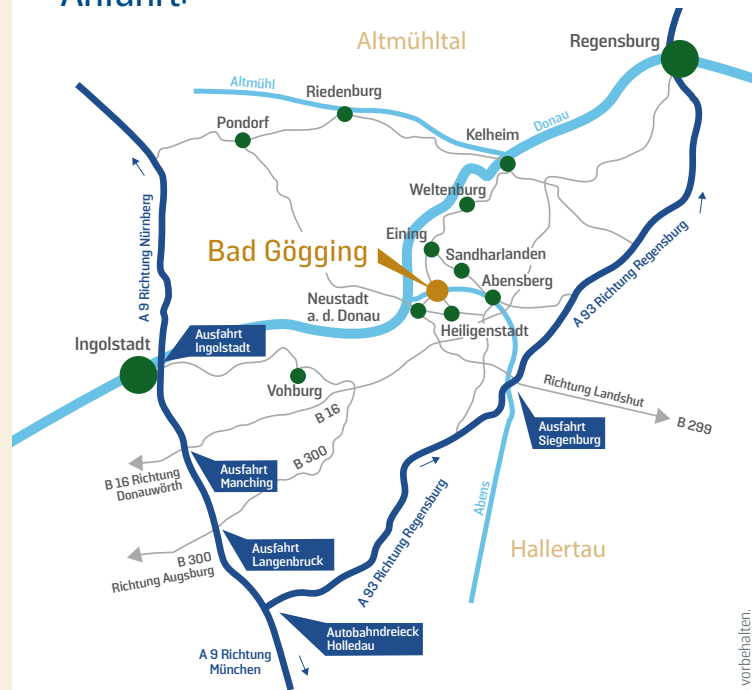 Anfahrt:
Altmühltal
Regensburg
Altmühl
Riedenburg
Donau
Pondorf
Kelheim
Weltenburg
A 9 Richtung Nürnberg
Eining
Bad Gögging
Sandharlanden
Abensberg
A 93 Richtung Regensburg
Neustadt
a. d. Donau
Heiligenstadt
Ingolstadt
Ausfahrt
Ingolstadt
Vohburg
Richtung Landshut
B 299
B 16
Ausfahrt
Siegenburg
B 300
B 16 Richtung
Donauwörth
Ausfahrt
Manching
Abens
A 93 Richtung Regensburg
Hallertau
Ausfahrt
Langenbruck
B 300
Richtung Augsburg
Autobahndreieck
Holledau
A 9 Richtung
München
vorbehalten.